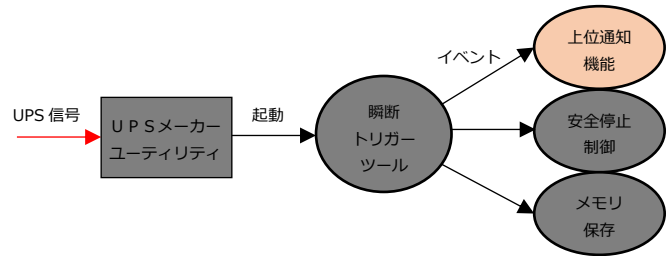 UPS 信号
ＵＰＳメーカー
ユーティリティ
起動
瞬断
トリガー
ツール
イベント
上位通知
機能
安全停止
制御
メモリ
保存